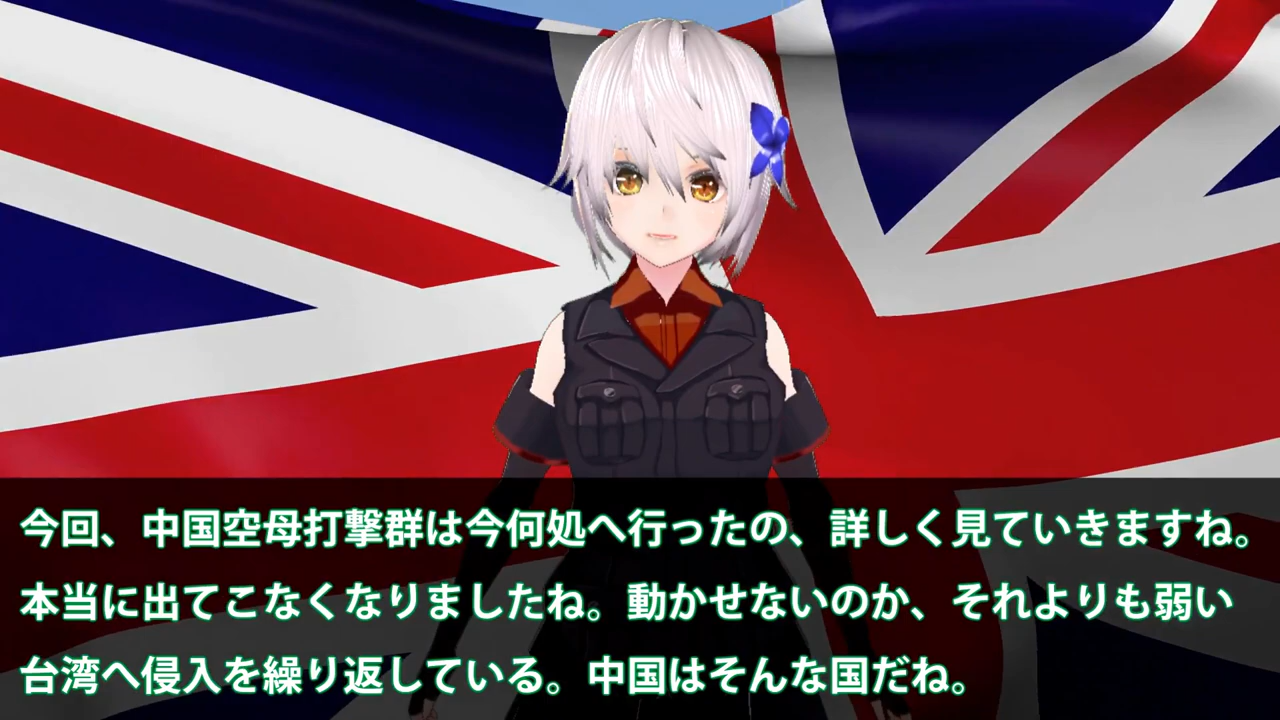 今回、中国空母打撃群は今何処へ行ったの、詳しく見ていきますね。
本当に出てこなくなりましたね。動かせないのか、それよりも弱い
台湾へ侵入を繰り返している。中国はそんな国だね。